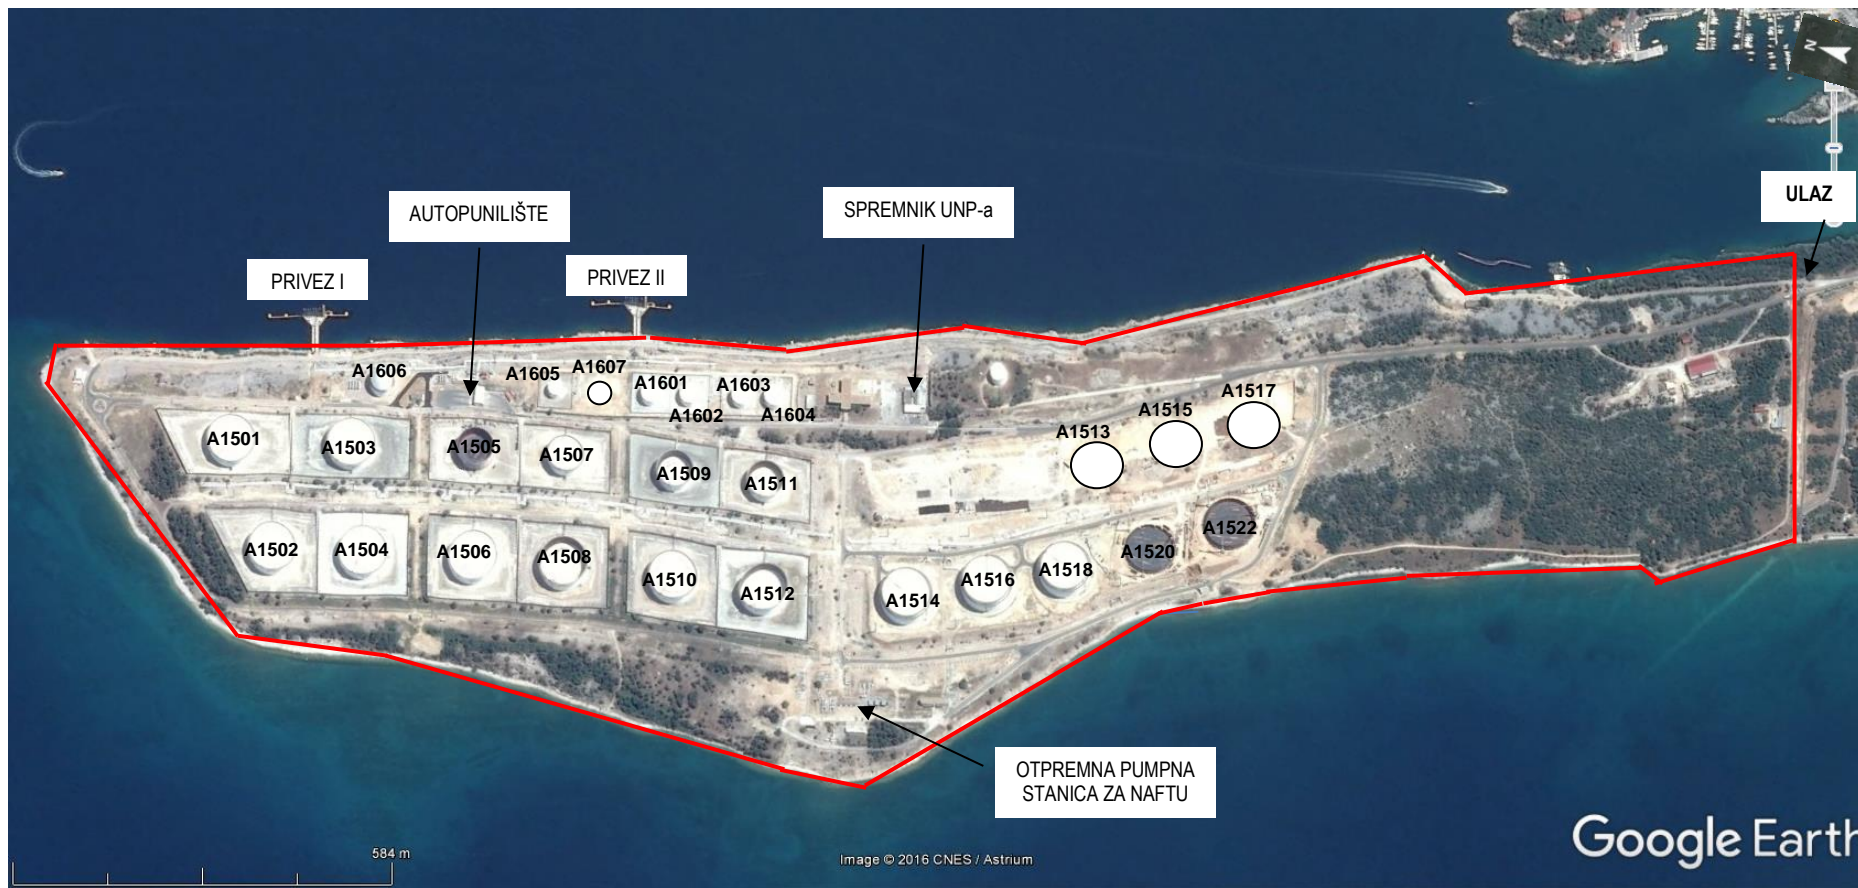 N
ULAZ
AUTOPUNILIŠTE
SPREMNIK UNP-a
PRIVEZ I
PRIVEZ II
A1606
A1605
A1607
A1601
A1603
A1602
A1604
A1517
A1515
A1513
A1501
A1503
A1505
A1507
A1509
A1511
A1522
A1520
A1502
A1504
A1506
A1508
A1510
A1512
A1514
A1516
A1518
OTPREMNA PUMPNA
STANICA ZA NAFTU
584 m
Image © 2016 CNES / Astrium
Google Earth